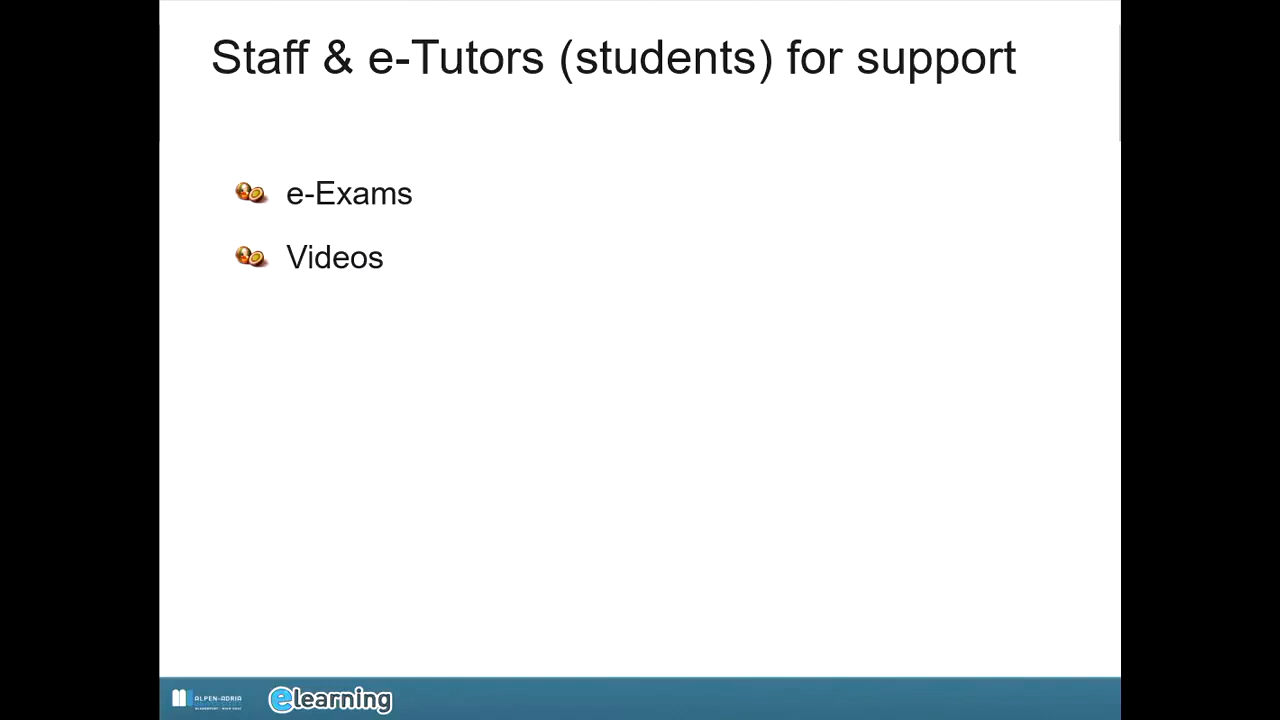 Staff & e-Tutors (students) for support
e-Exams
Videos
ALPEN-ADRIA
elearning